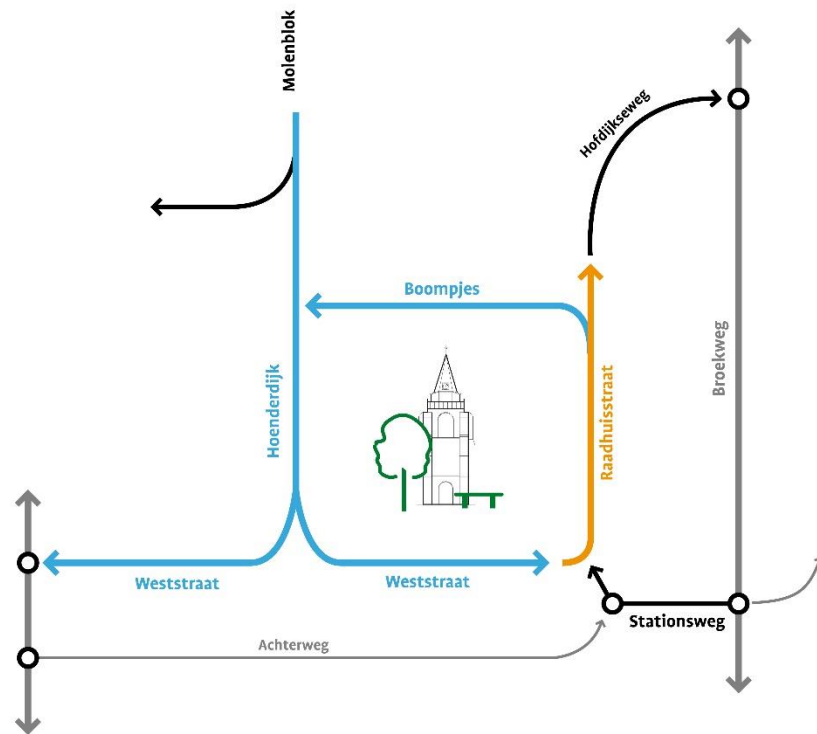 Molenblok
Hofdijkseweg
Boompjes
Hoenderdijk
Raadhuisstraat
Broekweg
Weststraat
Weststraat
Stationsweg
Achterweg